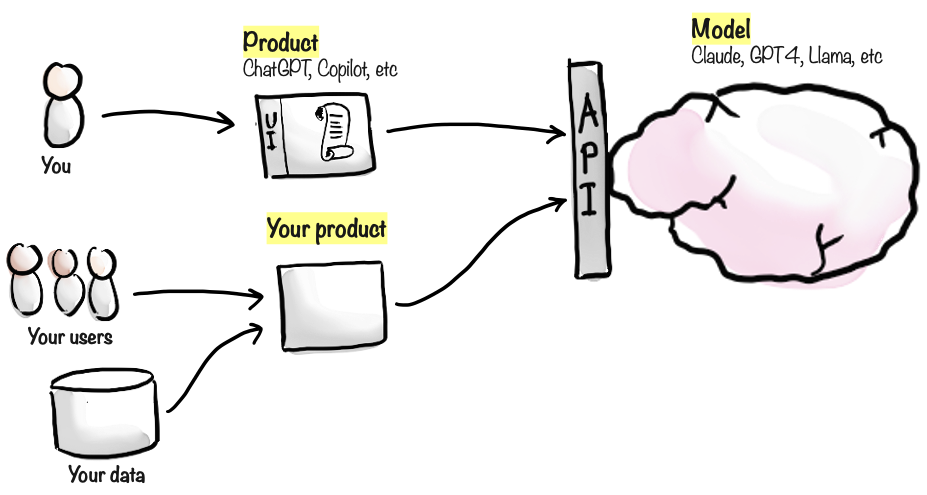 Product
ChatGPT, Copilot, etc
Model
Claude, GPT4, Llama, etc
UI
API
You
Your product
Your users
Your data